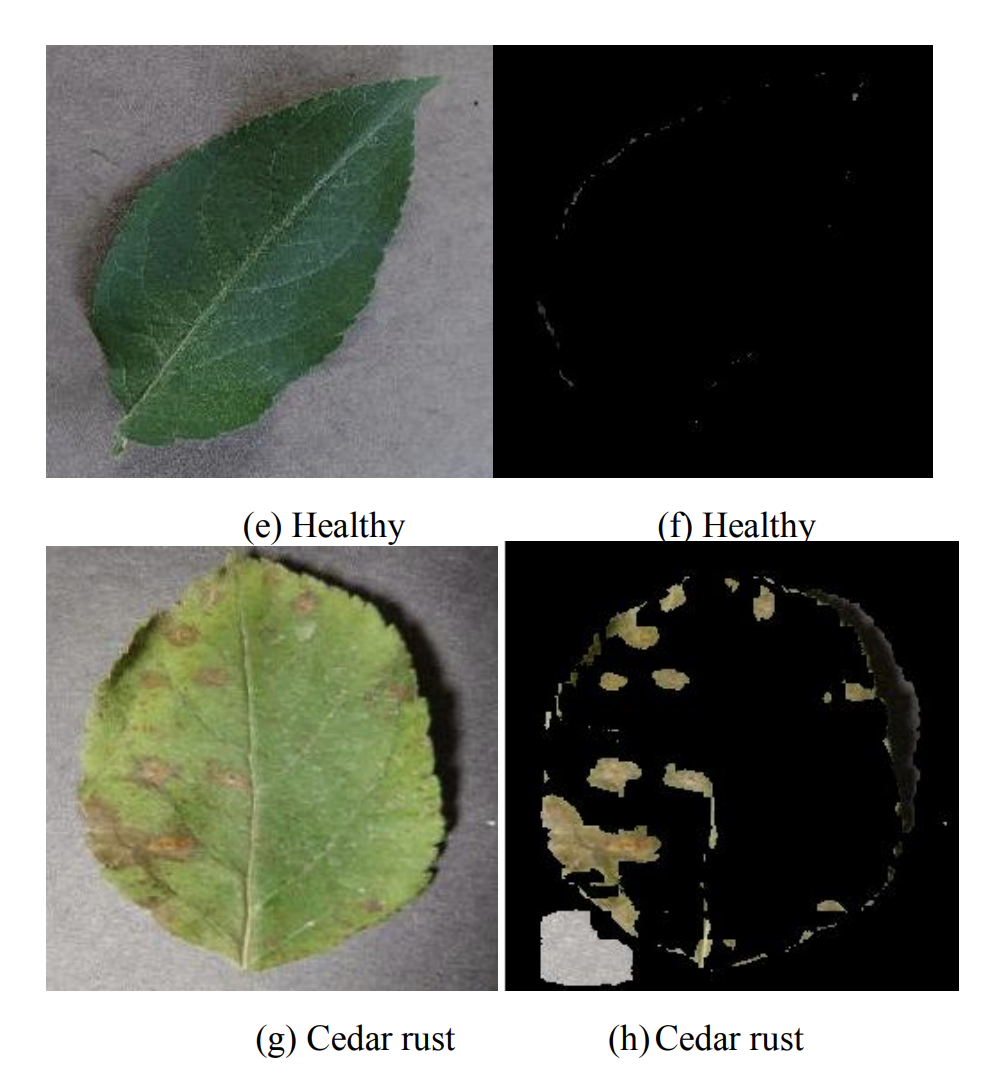 (e) Healthy
(f) Healthy
(g) Cedar rust
(h) Cedar rust